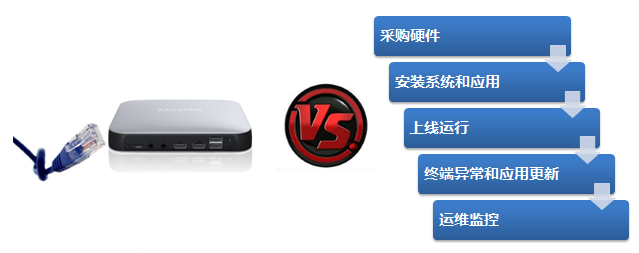 VS.
采购硬件
安装系统和应用
上线运行
终端异常和应用更新
运维监控